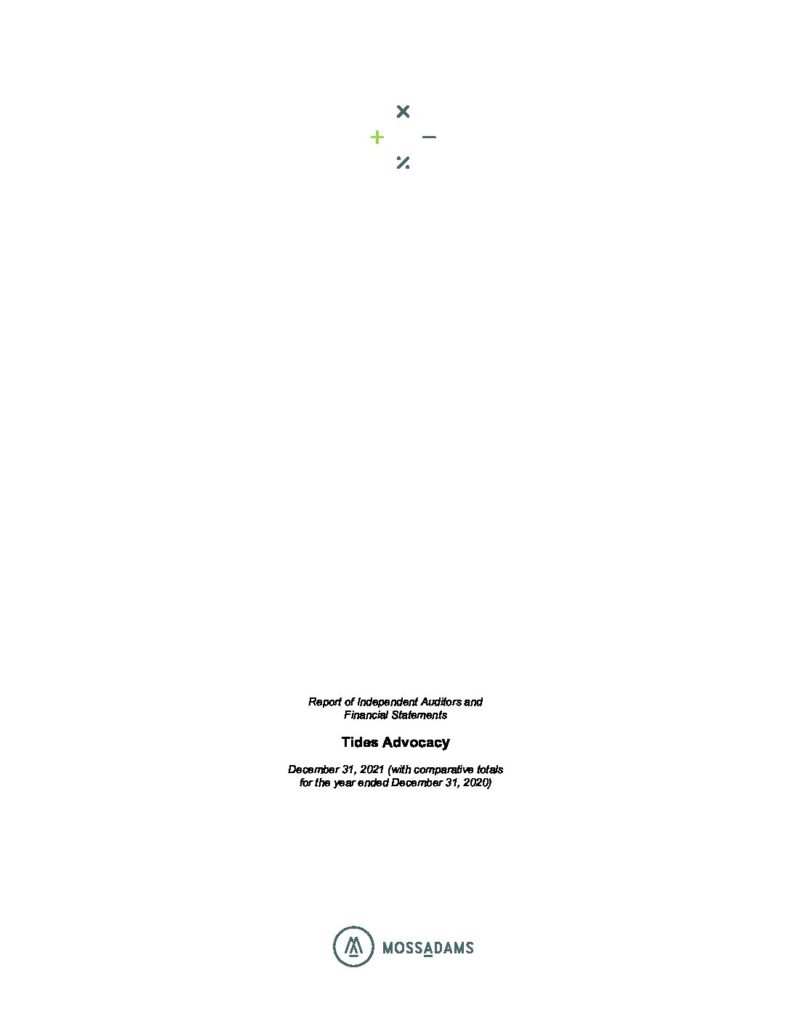 Report of Independent Auditors and
Financial Statements
Tides Advocacy
December 31, 2021 (with comparative totals
for the year ended December 31, 2020)
MOSSADAMS